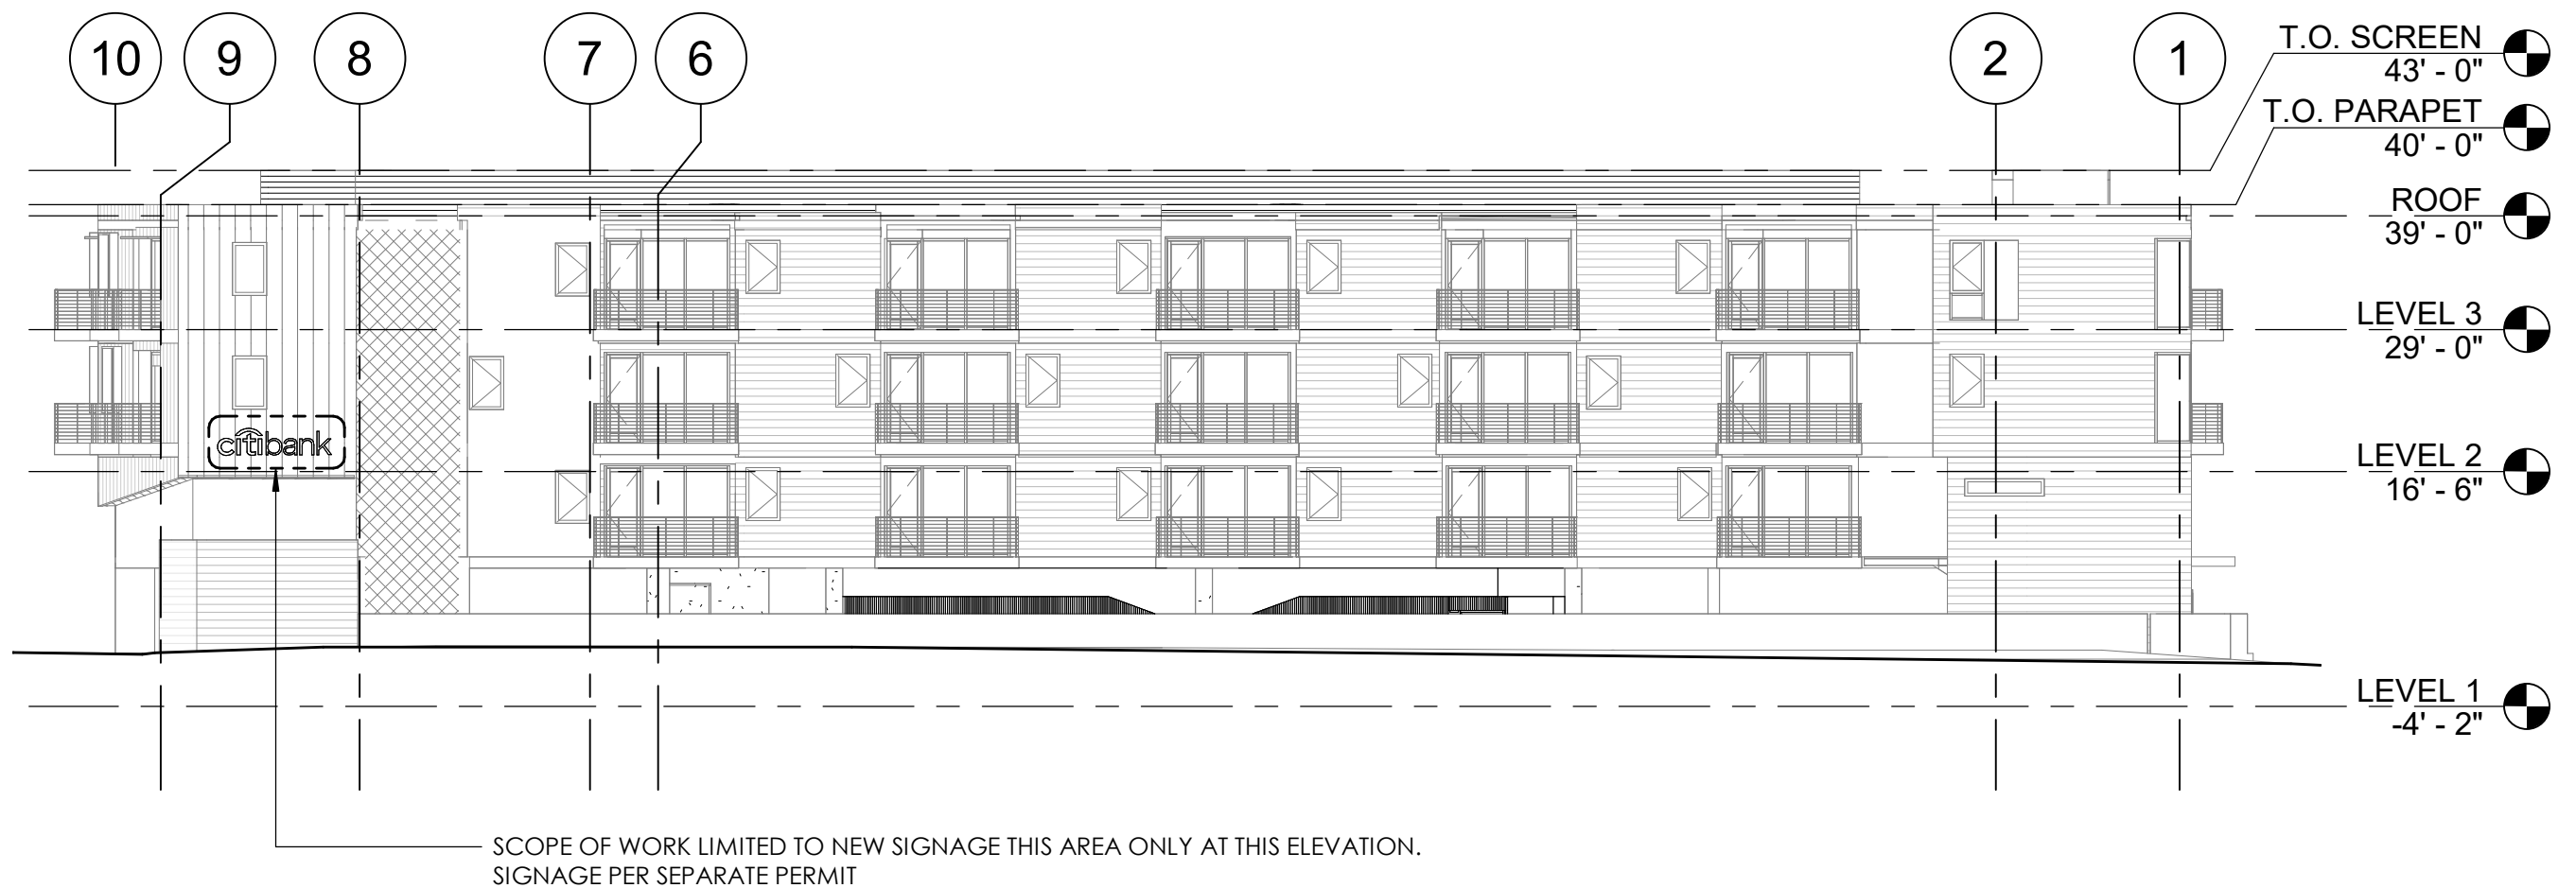 10 9 8 7 6 2 1
T.O. SCREEN
43' - 0"
T.O. PARAPET
40' - 0"
ROOF
39' - 0"
LEVEL 3
29' - 0"
citibank
LEVEL 2
16' - 6"
LEVEL 1
-4' - 2"
SCOPE OF WORK LIMITED TO NEW SIGNAGE THIS AREA ONLY AT THIS ELEVATION.
SIGNAGE PER SEPARATE PERMIT